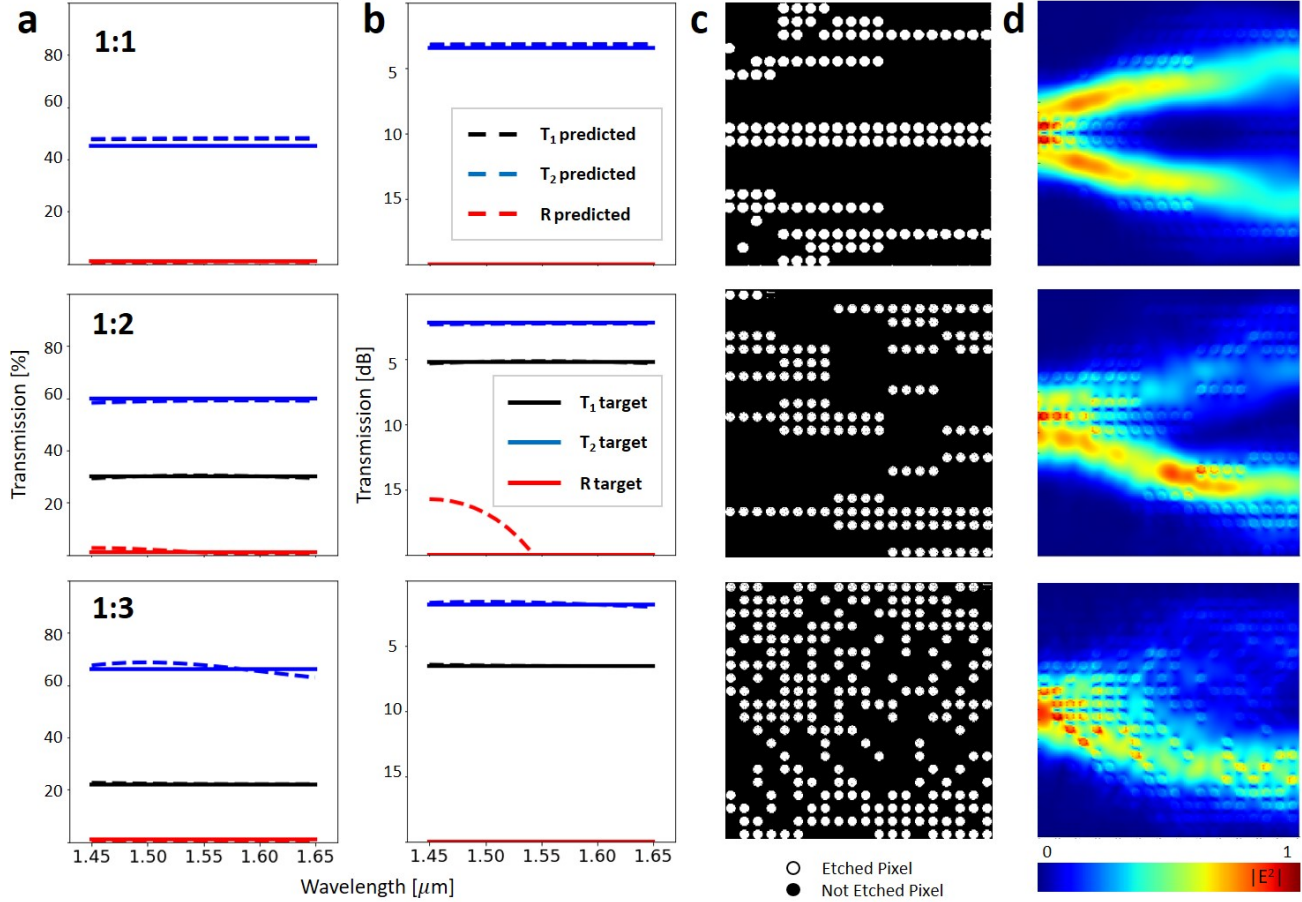 a
b
c
d
1:1
80
60
40
20
5
10
15
T₁ predicted
T₂ predicted
R predicted
1:2
Transmission [%]
80
60
40
20
Transmission [dB]
5
10
15
T₁ target
T₂ target
R target
1:3
80
60
40
20
1.45 1.50 1.55 1.60 1.65
5
10
15
1.45 1.50 1.55 1.60 1.65
Wavelength [μm]
Etched Pixel
Not Etched Pixel
0 1
|E²|